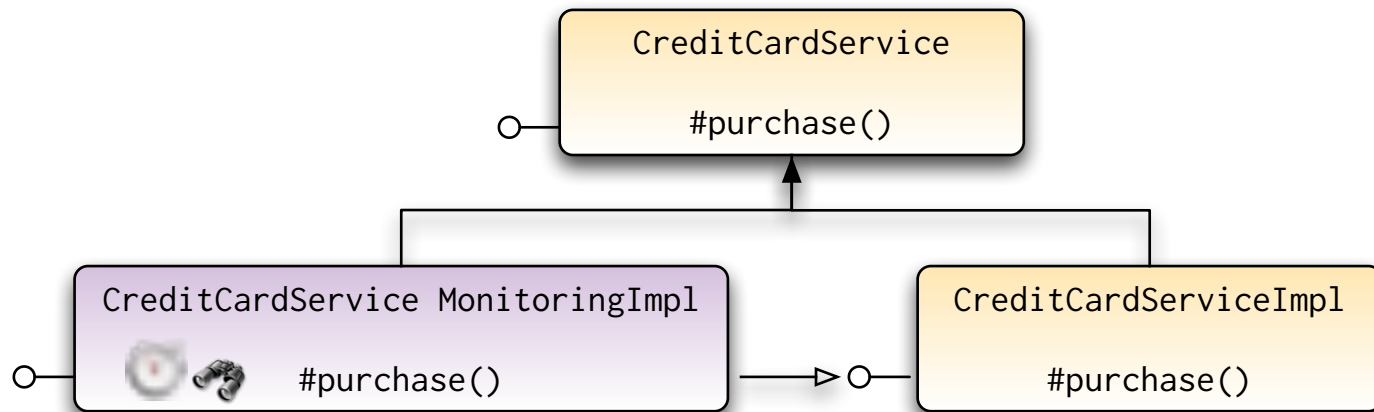 CreditCardService
#purchase()
CreditCardService MonitoringImpl
#purchase()
CreditCardServiceImpl
#purchase()